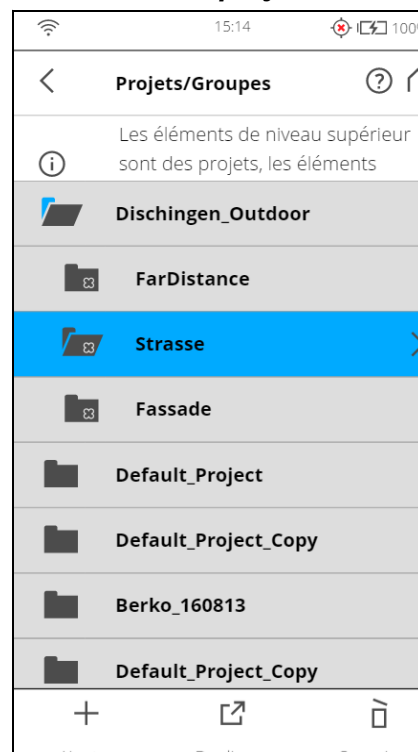 15:14
Projets/Groupes
Les éléments de niveau supérieur
sont des projets, les éléments
Dischingen_Outdoor
FarDistance
Strasse
Fassade
Default_Project
Default_Project_Copy
Berko_160813
Default_Project_Copy